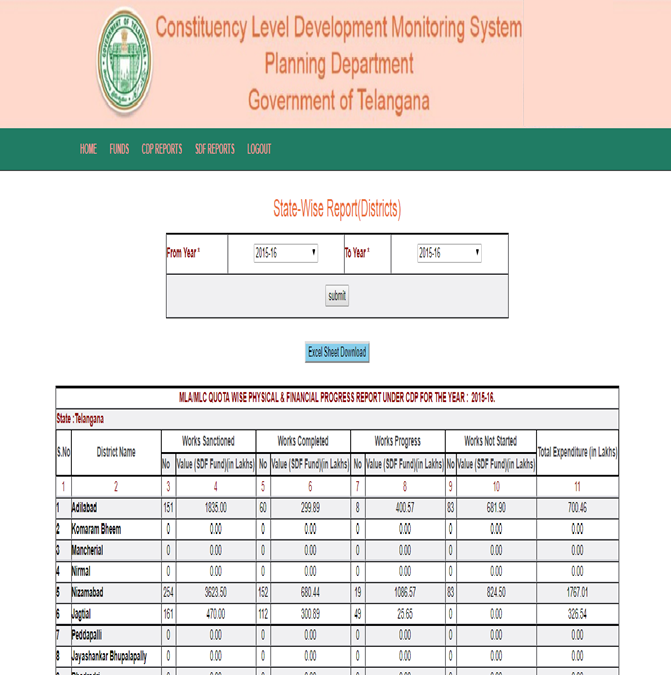 Constituency Level Development Monitoring System
Planning Department
Government of Telangana
HOME FUNDS CDP REPORTS SDF REPORTS LOGOUT
State-Wise Report(Districts)
From Year * 2015-16 To Year * 2015-16
submit
Excel Sheet Download
MLA/MLC QUOTA WISE PHYSICAL & FINANCIAL PROGRESS REPORT UNDER CDP FOR THE YEAR : 2015-16.
State :Telangana
S.No District Name Works Sanctioned Works Completed Works Progress Works Not Started Total Expenditure (in Lakhs)
No Value (SDF Fund)(in Lakhs) No Value (SDF Fund)(in Lakhs) No Value (SDF Fund)(in Lakhs) No Value (SDF Fund)(in Lakhs)
1 2 3 4 5 6 7 8 9 10 11
1 Adilabad 151 1835.00 60 299.89 8 400.57 83 681.90 700.46
2 Komaram Bheem 0 0.00 0 0.00 0 0.00 0 0.00 0.00
3 Mancherial 0 0.00 0 0.00 0 0.00 0 0.00 0.00
4 Nirmal 0 0.00 0 0.00 0 0.00 0 0.00 0.00
5 Nizamabad 254 3623.50 152 680.44 19 1086.57 83 824.50 1767.01
6 Jagtial 161 470.00 112 300.89 49 25.65 0 0.00 326.54
7 Peddapalli 0 0.00 0 0.00 0 0.00 0 0.00 0.00
8 Jayashankar Bhupalapally 0 0.00 0 0.00 0 0.00 0 0.00 0.00